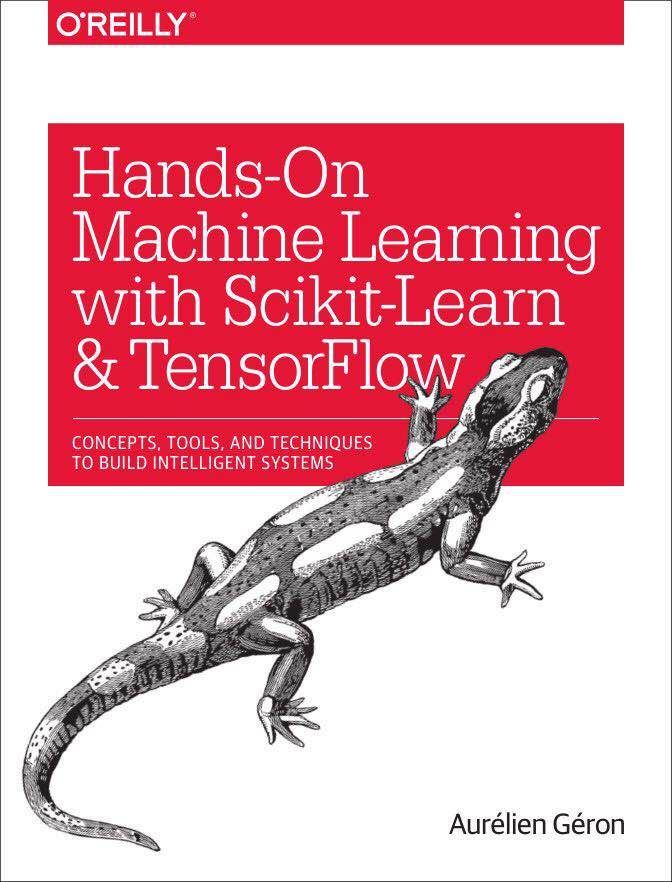 O'REILLY®
Hands-On
Machine Learning
with Scikit-Learn
& TensorFlow
CONCEPTS, TOOLS, AND TECHNIQUES
TO BUILD INTELLIGENT SYSTEMS
Aurélien Géron